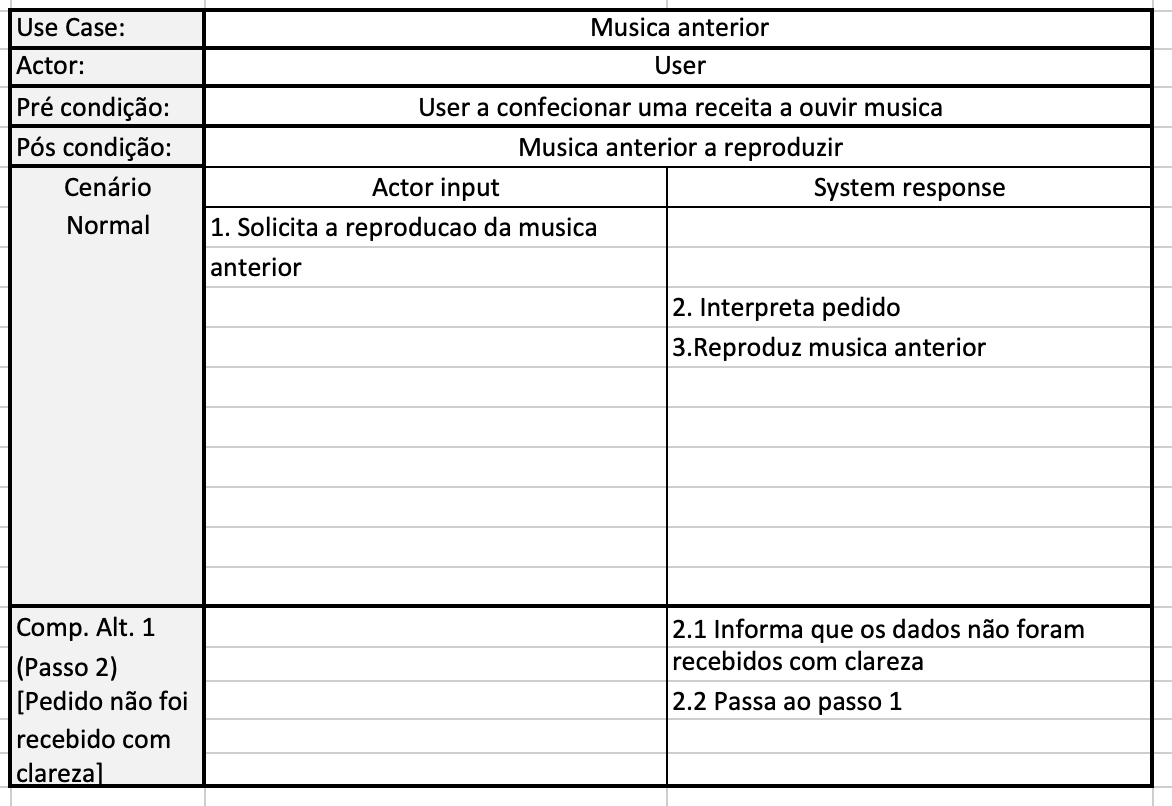 Use Case:
Musica anterior
Actor:
User
Pré condição:
User a confecionar uma receita a ouvir musica
Pós condição:
Musica anterior a reproduzir
Cenário
Normal
Actor input
System response
1. Solicita a reproducao da musica
anterior
2. Interpreta pedido
3.Reproduz musica anterior
Comp. Alt. 1
(Passo 2)
[Pedido não foi
recebido com
clareza]
2.1 Informa que os dados não foram
recebidos com clareza
2.2 Passa ao passo 1